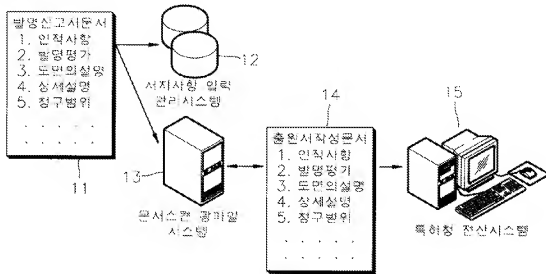 발명신고서문서
1. 인적사항
2. 발명평가
3. 도면의설명
4. 상세설명
5. 청구범위
. . . . .
11
12
서지사항 입력
관리시스템
13
문서스캔 광파일
시스템
14
출원서작성문서
1. 인적사항
2. 발명평가
3. 도면의설명
4. 상세설명
5. 청구범위
. . . . .
. . . . .
15
특허청 전산시스템